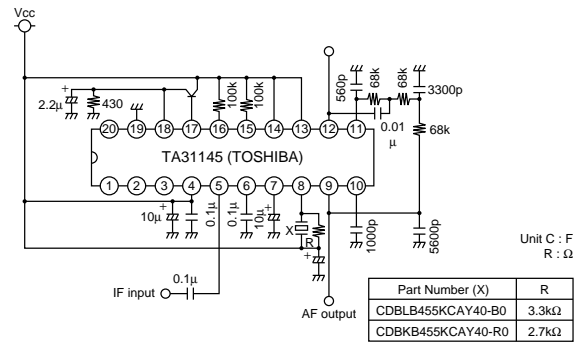 Vcc
2.2μ
+
430
100k
100k
560p
68k
68k
3300p
0.01
μ
68k
20 19 18 17 16 15 14 13 12 11
TA31145 (TOSHIBA)
1 2 3 4 5 6 7 8 9 10
10μ
+
0.1μ
0.1μ
10μ
+
X
R
+
1000p
5600p
Unit C : F
R : Ω
0.1μ
IF input
AF output
Part Number (X) R
CDBLB455KCAY40-B0 3.3kΩ
CDBKB455KCAY40-R0 2.7kΩ